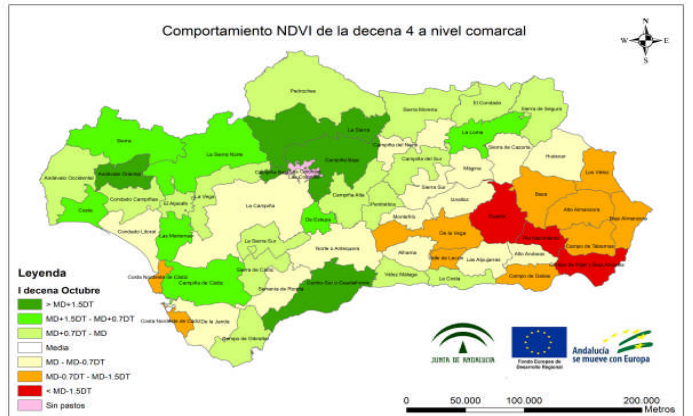 Comportamiento NDVI de la decena 4 a nivel comarcal
N
W E
S
Pedroches
La Sierra
Sierra Morena
El Condado
Sierra de Segura
La Loma
Sierra
La Sierra Norte
Campiña Baja
Campiña del Norte
Campiña del Sur
Sierra de Cazorla
Huéscar
Mágina
Los Vélez
Andévalo Occidental
Andévalo Oriental
La Vega
Campiña Alta
Sierra Sur
Baza
Condado Campiña
El Aljarafe
La Campiña
Penibética
Alto Almanzora
Costa
De Estepa
Montefrío
Bajo Almanzora
Condado Litoral
Las Marismas
La Sierra Sur
De la Vega
Campo de Tabernas
Norte o Antequera
Alhama
Valle de Lecrín
Las Alpujarras
Alto Andarax
Sierra de Cádiz
Serranía de Ronda
Vélez Málaga
La Costa
Campo de Dalías
Costa Noroeste de Cádiz
Campiña de Cádiz
De la Janda
Campo de Gibraltar
Leyenda
I decena Octubre
> MD+1.5DT
MD+1.5DT - MD+0.7DT
MD+0.7DT - MD
Media
MD - MD-0.7DT
MD-0.7DT - MD-1.5DT
< MD-1.5DT
Sin pastos
JUNTA DE ANDALUCIA
Fondo Europeo de
Desarrollo Regional
Andalucía
se mueve con Europa
0 50.000 100.000 200.000
Metros